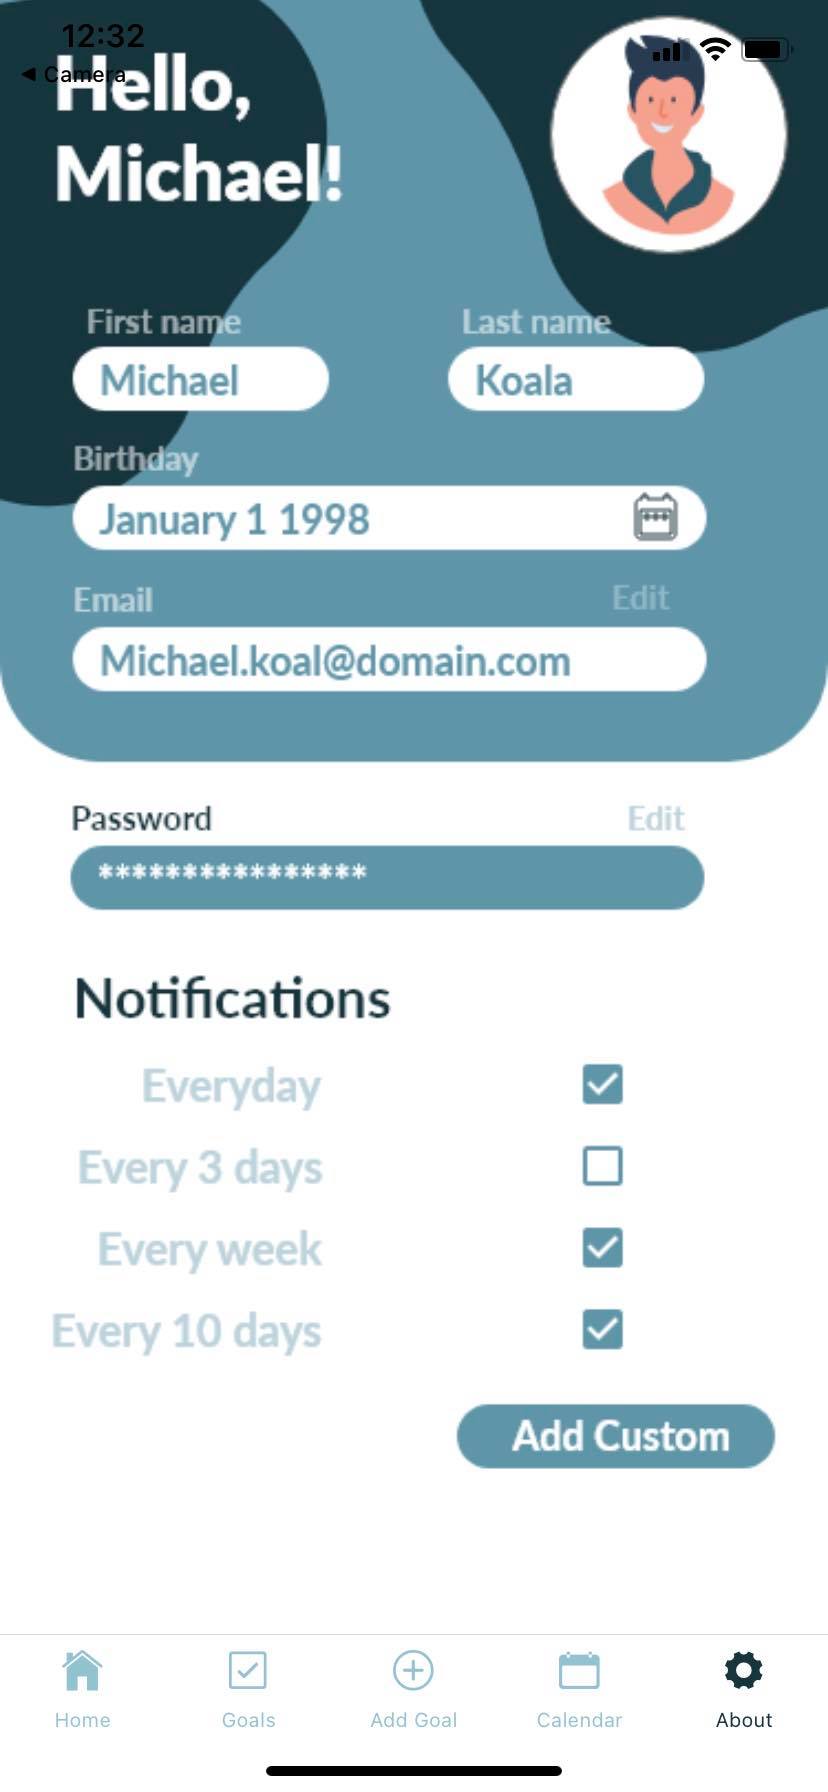 12:32
◀ Camera
Hello,
Michael!
First name Last name
Michael Koala
Birthday
January 1 1998
Email Edit
Michael.koal@domain.com
Password Edit
****************
Notifications
Everyday
Every 3 days
Every week
Every 10 days
Add Custom
Home Goals Add Goal Calendar About